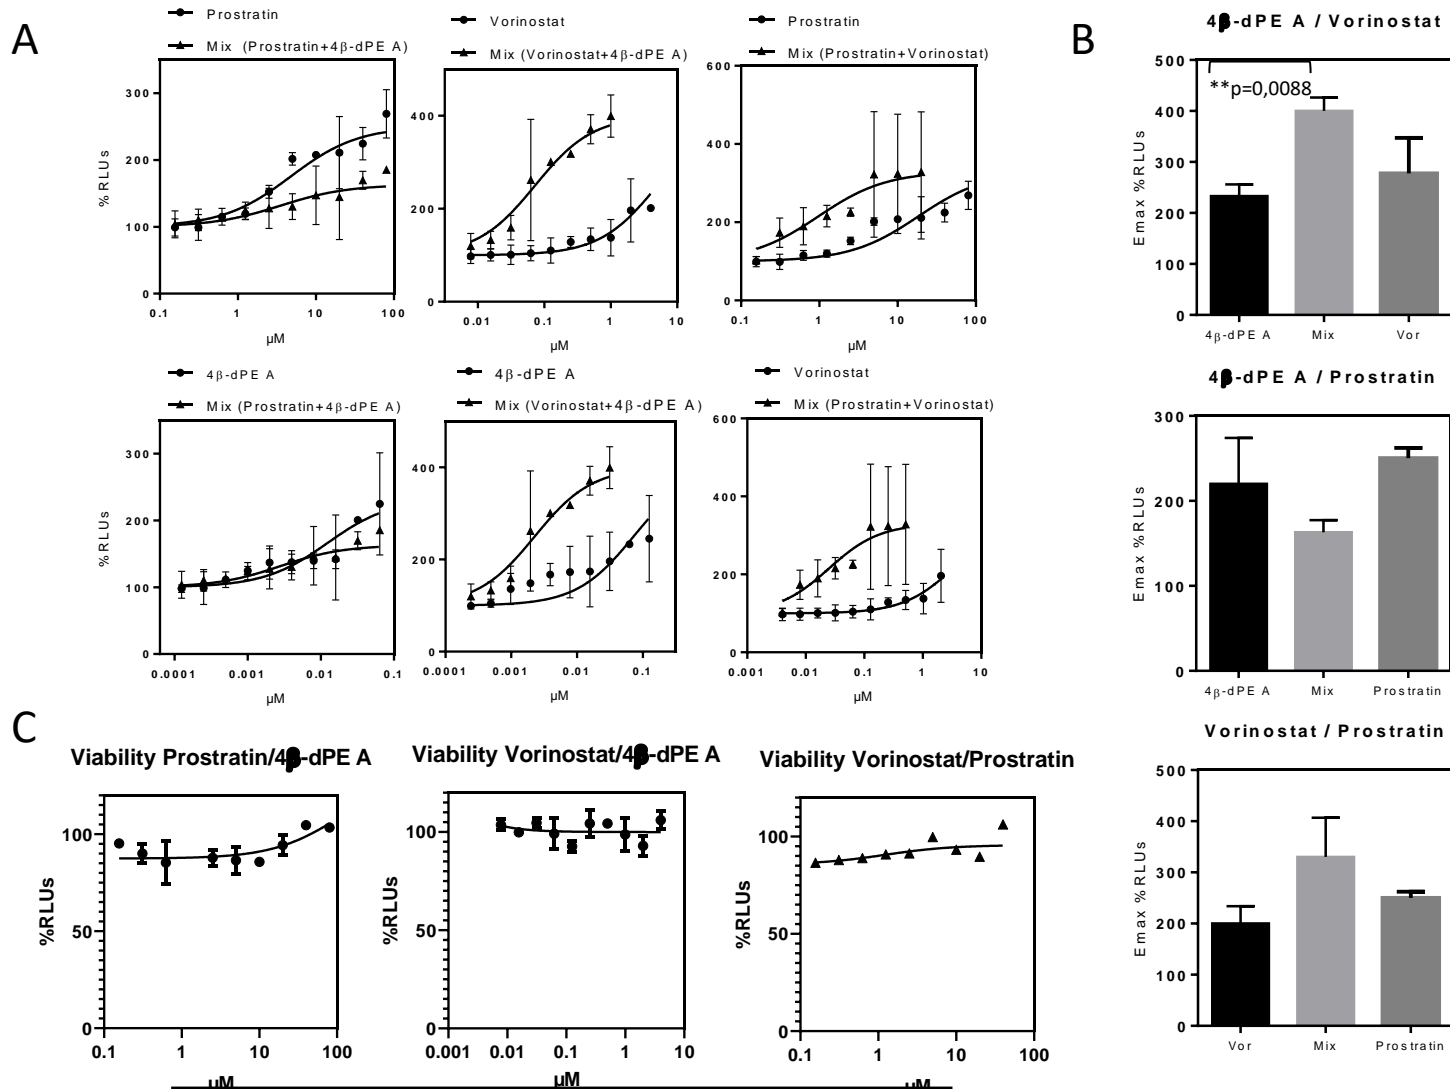 A
Prostratin
Mix (Prostratin+4β-dPE A)
%RLUs
300
200
100
0
0.1
1
10
100
µM
Vorinostat
Mix (Vorinostat+4β-dPE A)
400
200
0
0.01
0.1
1
10
µM
Prostratin
Mix (Prostratin+Vorinostat)
600
400
200
0
0.1
1
10
100
µM
4β-dPE A
Mix (Prostratin+4β-dPE A)
%RLUs
300
200
100
0
0.0001
0.001
0.01
0.1
µM
4β-dPE A
Mix (Vorinostat+4β-dPE A)
400
200
0
0.0001
0.001
0.01
0.1
µM
Vorinostat
Mix (Prostratin+Vorinostat)
600
400
200
0
0.001
0.01
0.1
1
10
µM
B
4β-dPE A / Vorinostat
**p=0,0088
Emax %RLUs
500
400
300
200
100
0
4β-dPE A
Mix
Vor
4β-dPE A / Prostratin
Emax %RLUs
300
200
100
0
4β-dPE A
Mix
Prostratin
Vorinostat / Prostratin
Emax %RLUs
500
400
300
200
100
0
Vor
Mix
Prostratin
C
Viability Prostratin/4β-dPE A
%RLUs
100
50
0
0.1
1
10
100
µM
Viability Vorinostat/4β-dPE A
%RLUs
100
50
0
0.001
0.01
0.1
1
10
µM
Viability Vorinostat/Prostratin
%RLUs
100
50
0
0.1
1
10
100
µM